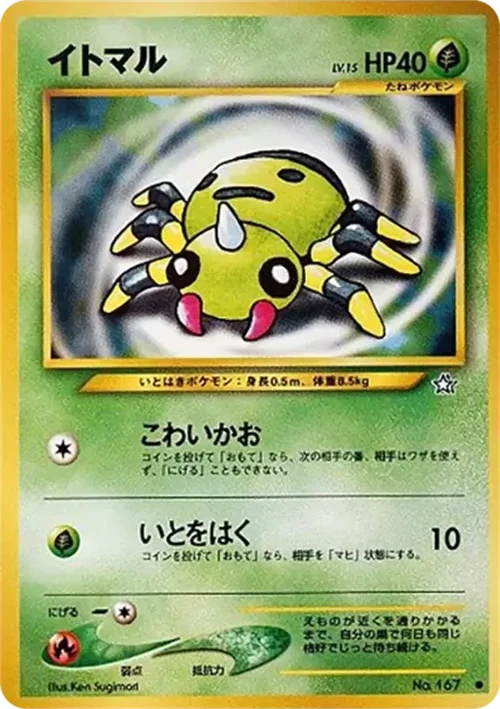 イトマル
LV.15 HP40
たねポケモン
いとはきポケモン：身長0.5m、体重8.5kg
こわいかお
コインを投げて「おもて」なら、次の相手の番、相手はワザを使え
ず、「にげる」こともできない。
いとをはく 10
コインを投げて「おもて」なら、相手を「マヒ」状態にする。
にげる
弱点 抵抗力
えものが近くを通りかかる
まで、自分の巣で何日も同じ
格好でじっと待ち続ける。
Illus. Ken Sugimori
No. 167